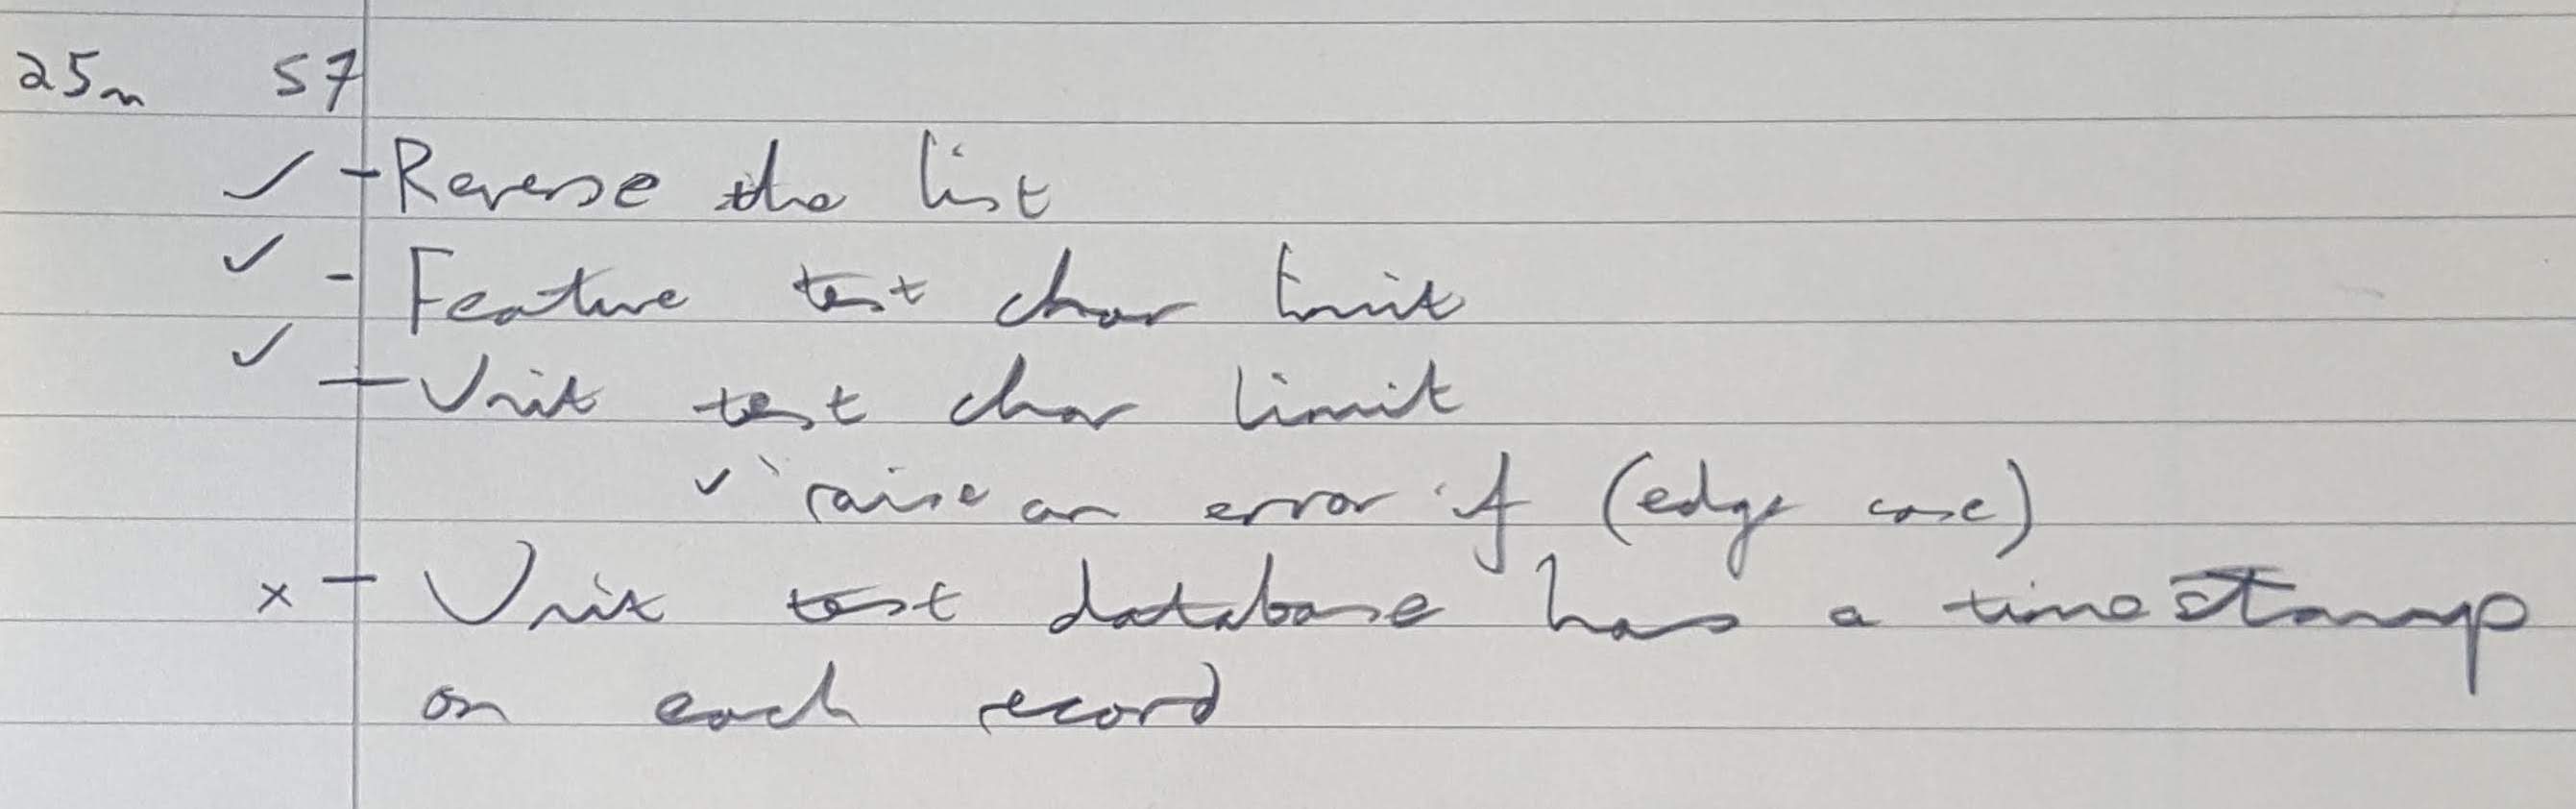 25m 57
✓ - Reverse the list
✓ - Feature test char limit
✓ - Unit test char limit
✓ raise an error if (edge case)
x - Unit test database has a timestamp
on each record